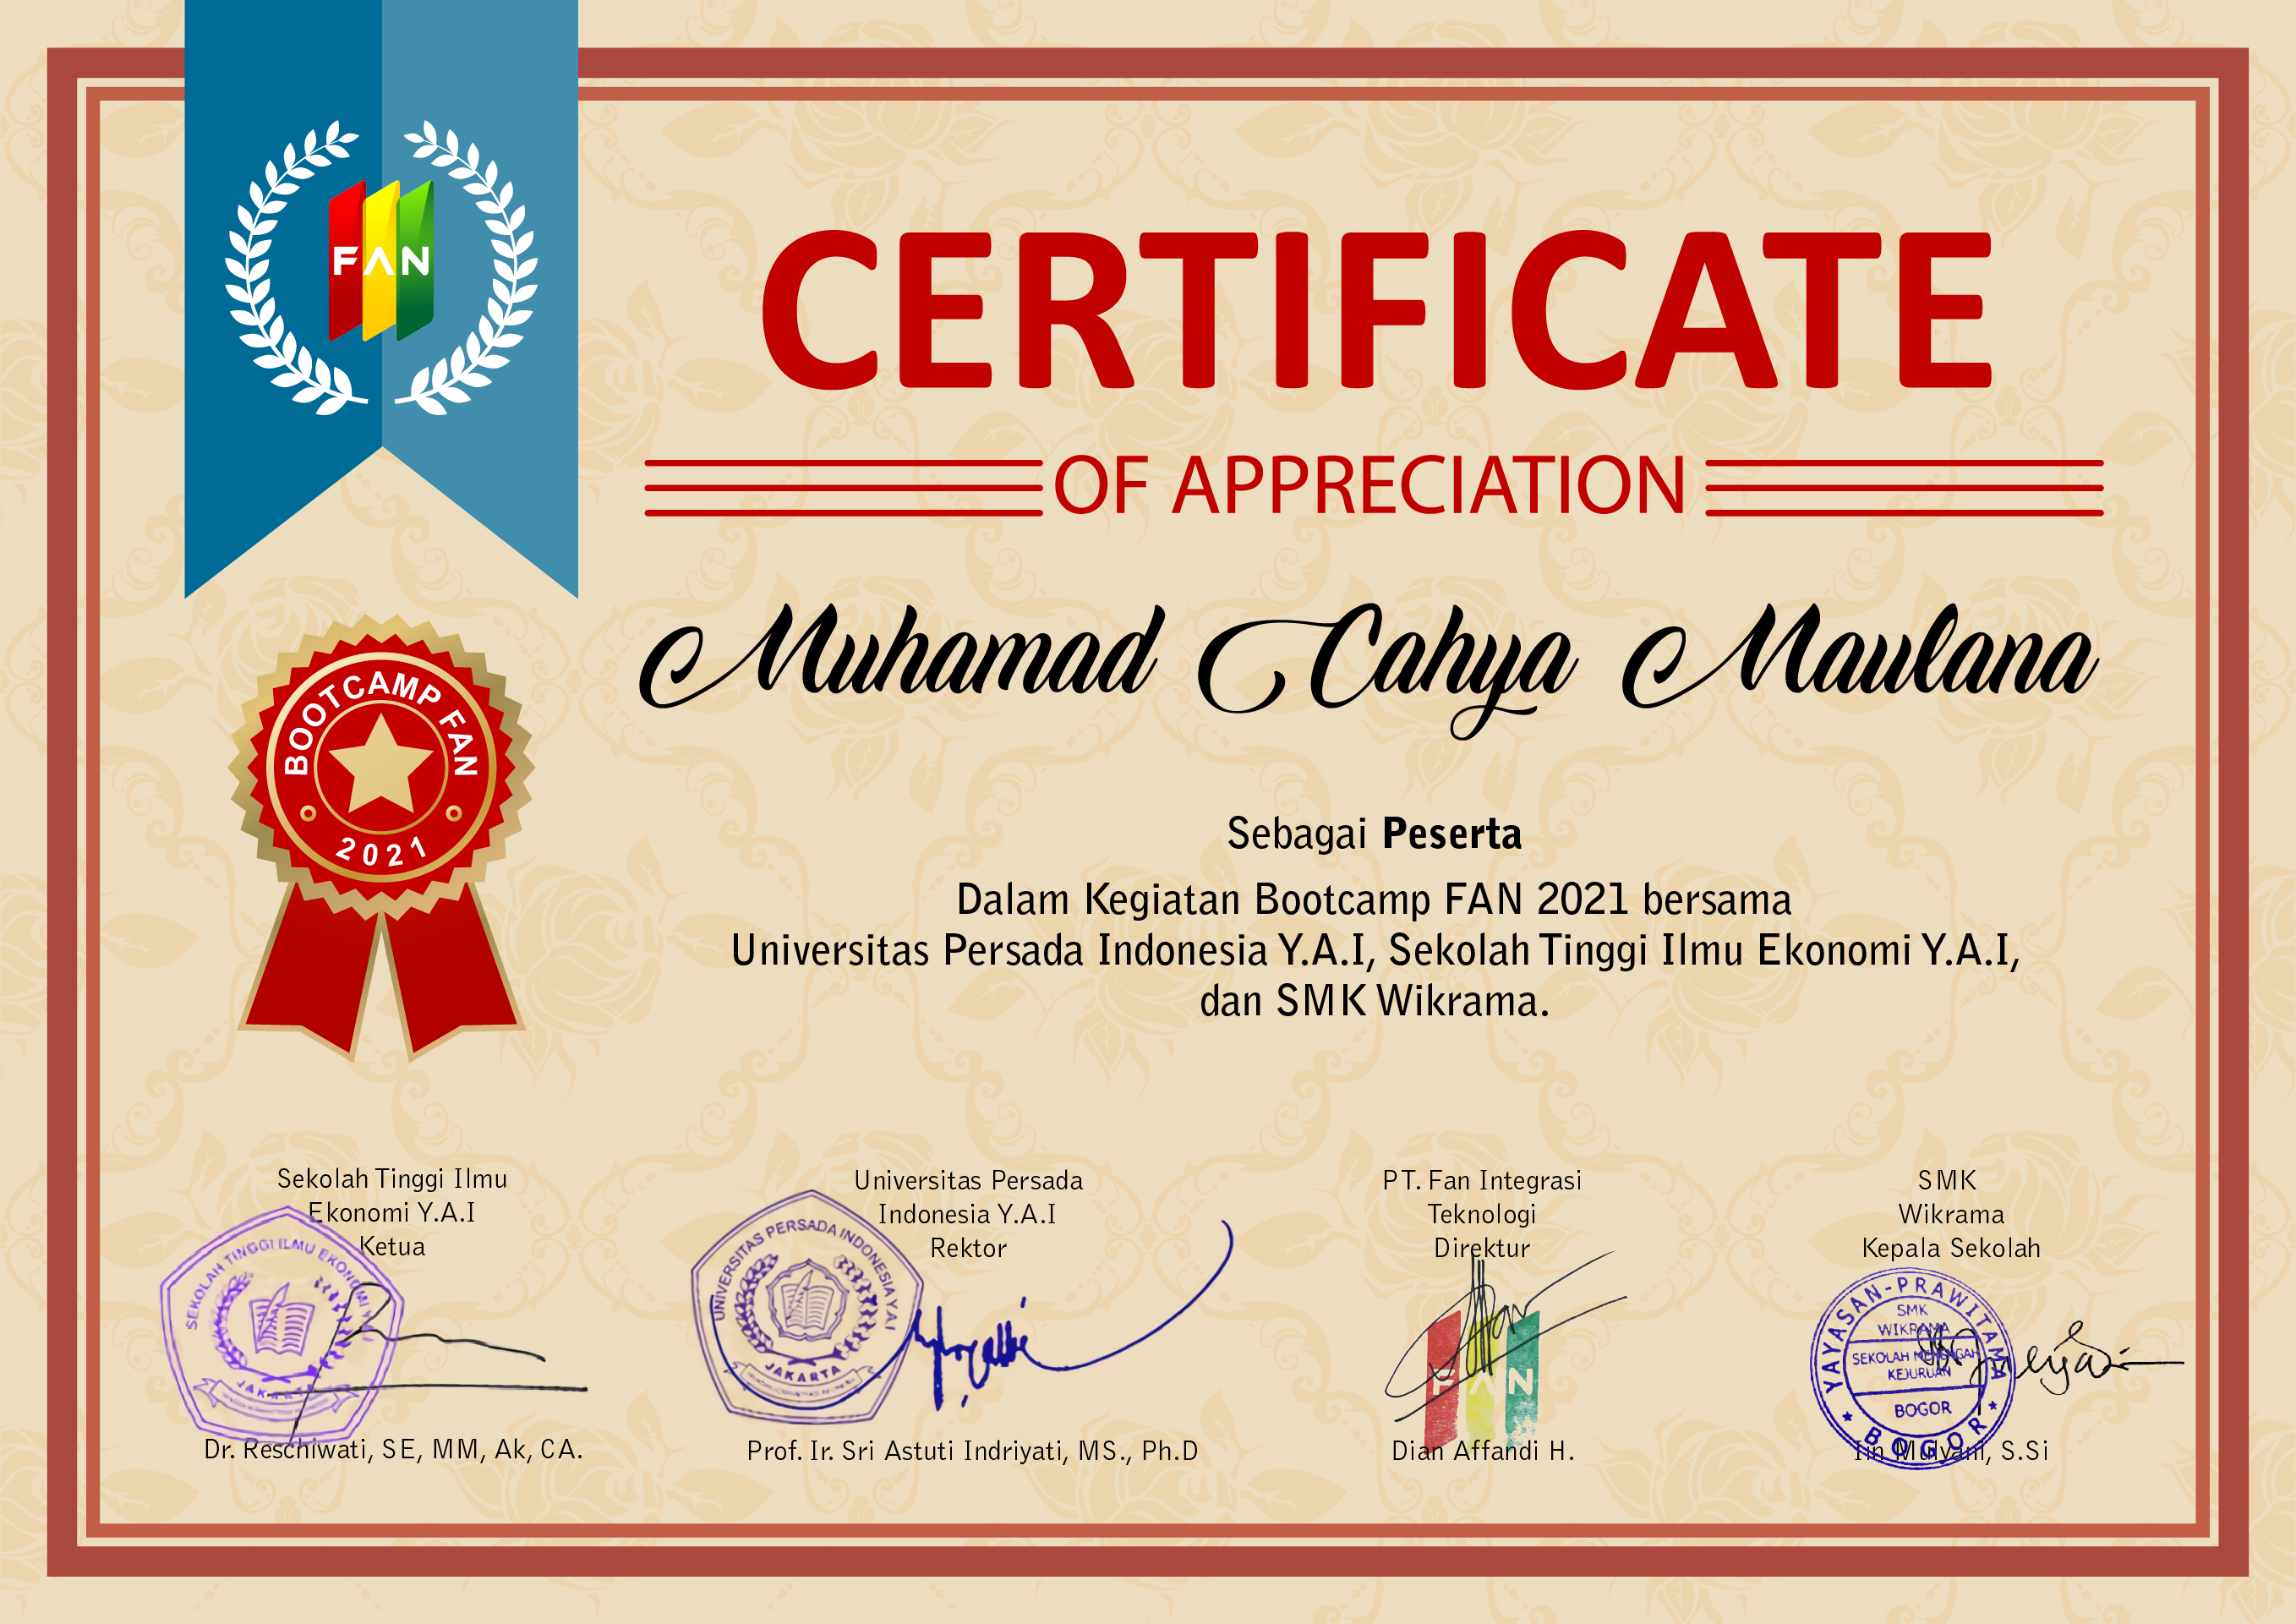 FAN
CERTIFICATE
OF APPRECIATION
Muhamad Cahya Maulana
BOOTCAMP FAN
2021
Sebagai Peserta
Dalam Kegiatan Bootcamp FAN 2021 bersama
Universitas Persada Indonesia Y.A.I, Sekolah Tinggi Ilmu Ekonomi Y.A.I,
dan SMK Wikrama.
Sekolah Tinggi Ilmu
Ekonomi Y.A.I
Ketua
SEKOLAH TINGGI ILMU EKONOMI
JAKARTA
Dr. Reschiwati, SE, MM, Ak, CA.
Universitas Persada
Indonesia Y.A.I
Rektor
UNIVERSITAS PERSADA INDONESIA Y.A.I
JAKARTA
Prof. Ir. Sri Astuti Indriyati, MS., Ph.D
PT. Fan Integrasi
Teknologi
Direktur
FAN
Dian Affandi H.
SMK
Wikrama
Kepala Sekolah
YAYASAN-PRAWITAMA
SMK
WIKRAMA
SEKOLAH MENENGAH
KEJURUAN
BOGOR
BOGOR
Iin Mulyani, S.Si